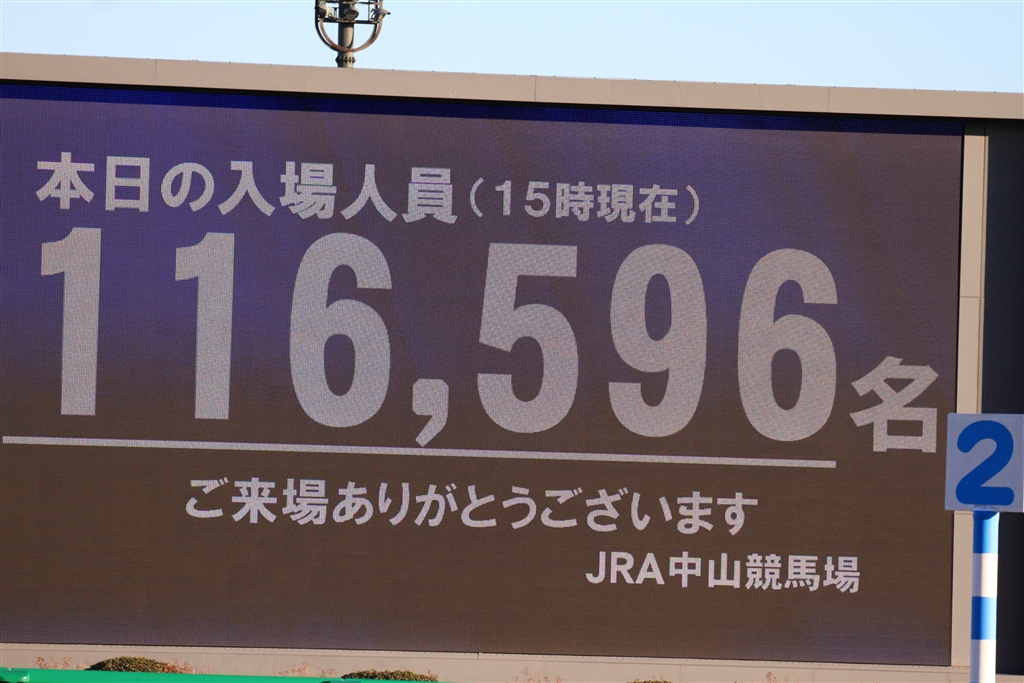 本日の入場人員（15時現在）
116,596名
ご来場ありがとうございます
JRA中山競馬場
2